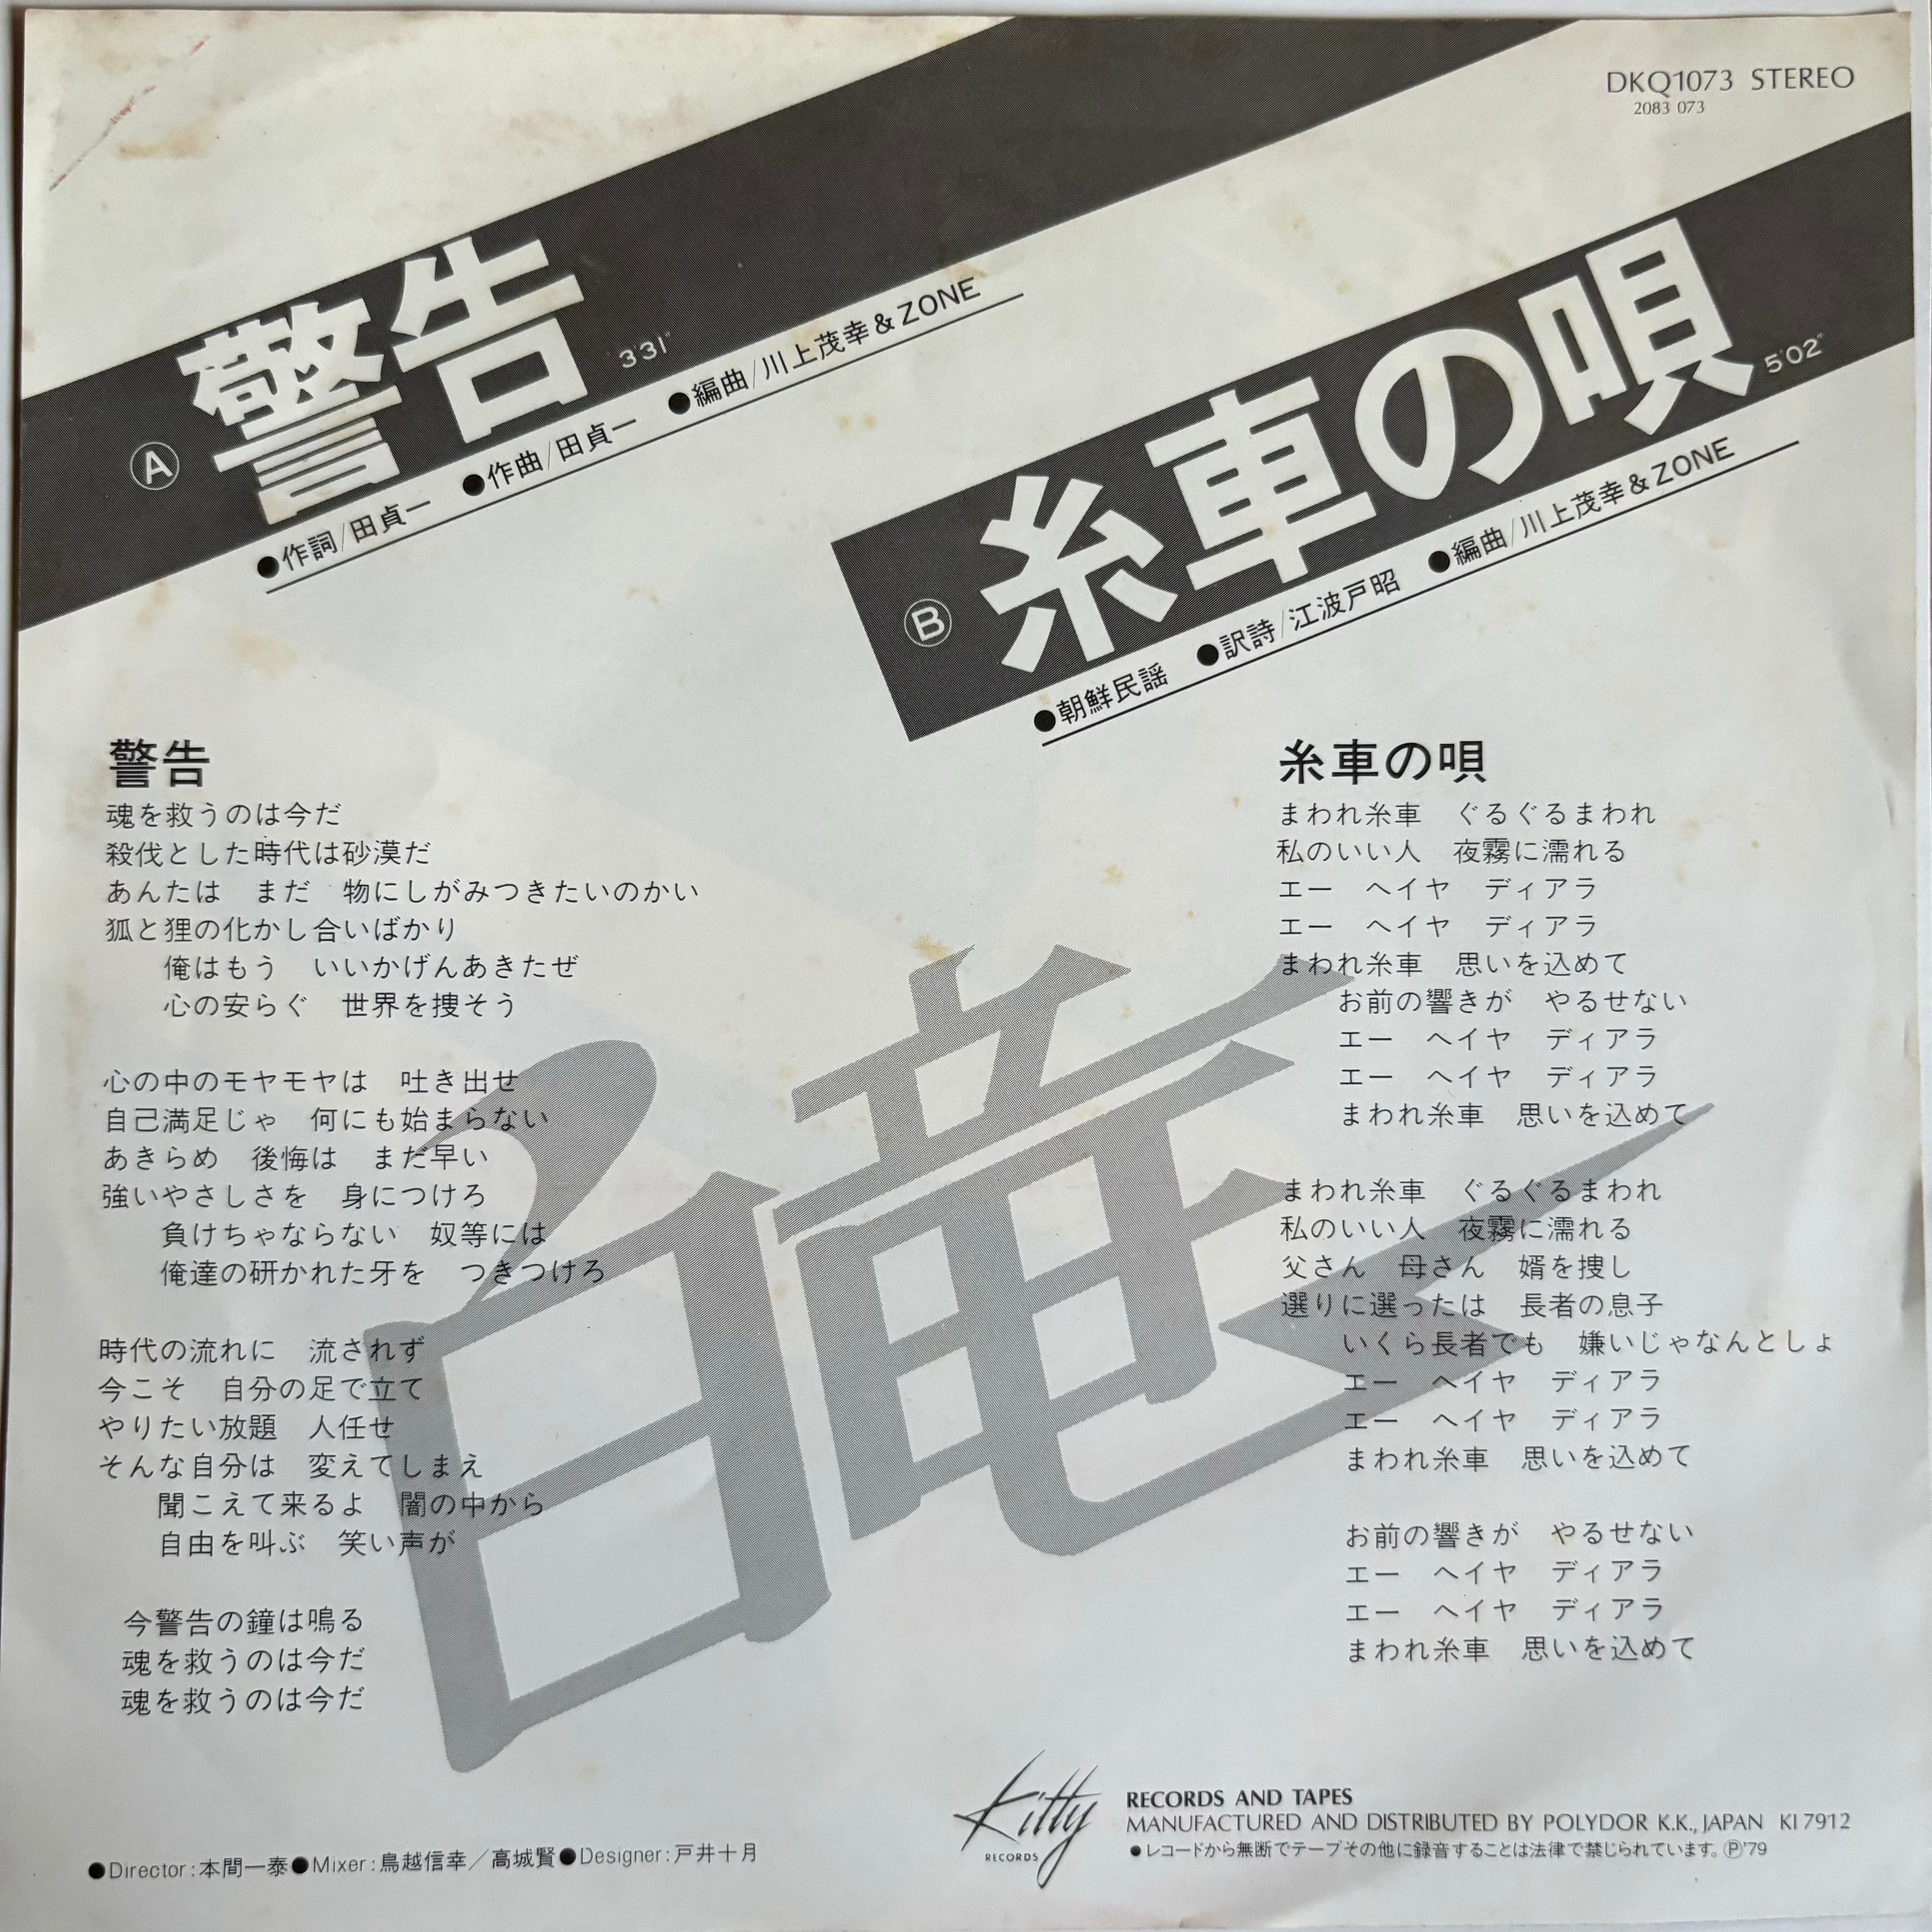 DKQ1073 STEREO
2083 073
Ⓐ 警告 3'31"
●作詞/田貞一 ●作曲/田貞一 ●編曲/川上茂幸&ZONE
Ⓑ 糸車の唄 5'02"
●朝鮮民謡 ●訳詩/江波戸昭 ●編曲/川上茂幸&ZONE
警告
魂を救うのは今だ
殺伐とした時代は砂漠だ
あんたは　まだ　物にしがみつきたいのかい
狐と狸の化かし合いばかり
俺はもう　いいかげんあきたぜ
心の安らぐ　世界を捜そう
心の中のモヤモヤは　吐き出せ
自己満足じゃ　何にも始まらない
あきらめ　後悔は　まだ早い
強いやさしさを　身につけろ
負けちゃならない　奴等には
俺達の研かれた牙を　つきつけろ
時代の流れに　流されず
今こそ　自分の足で立て
やりたい放題　人任せ
そんな自分は　変えてしまえ
聞こえて来るよ　闇の中から
自由を叫ぶ　笑い声が
今警告の鐘は鳴る
魂を救うのは今だ
魂を救うのは今だ
糸車の唄
まわれ糸車　ぐるぐるまわれ
私のいい人　夜霧に濡れる
エー　ヘイヤ　ディアラ
エー　ヘイヤ　ディアラ
まわれ糸車　思いを込めて
お前の響きが　やるせない
エー　ヘイヤ　ディアラ
エー　ヘイヤ　ディアラ
まわれ糸車　思いを込めて
まわれ糸車　ぐるぐるまわれ
私のいい人　夜霧に濡れる
父さん　母さん　婿を捜し
選りに選ったは　長者の息子
いくら長者でも　嫌いじゃなんとしょ
エー　ヘイヤ　ディアラ
エー　ヘイヤ　ディアラ
まわれ糸車　思いを込めて
お前の響きが　やるせない
エー　ヘイヤ　ディアラ
エー　ヘイヤ　ディアラ
まわれ糸車　思いを込めて
白竜
●Director:本間一泰●Mixer:鳥越信幸／高城賢●Designer:戸井十月
Kitty
RECORDS
RECORDS AND TAPES
MANUFACTURED AND DISTRIBUTED BY POLYDOR K.K., JAPAN KI 7912
●レコードから無断でテープその他に録音することは法律で禁じられています。Ⓟ'79